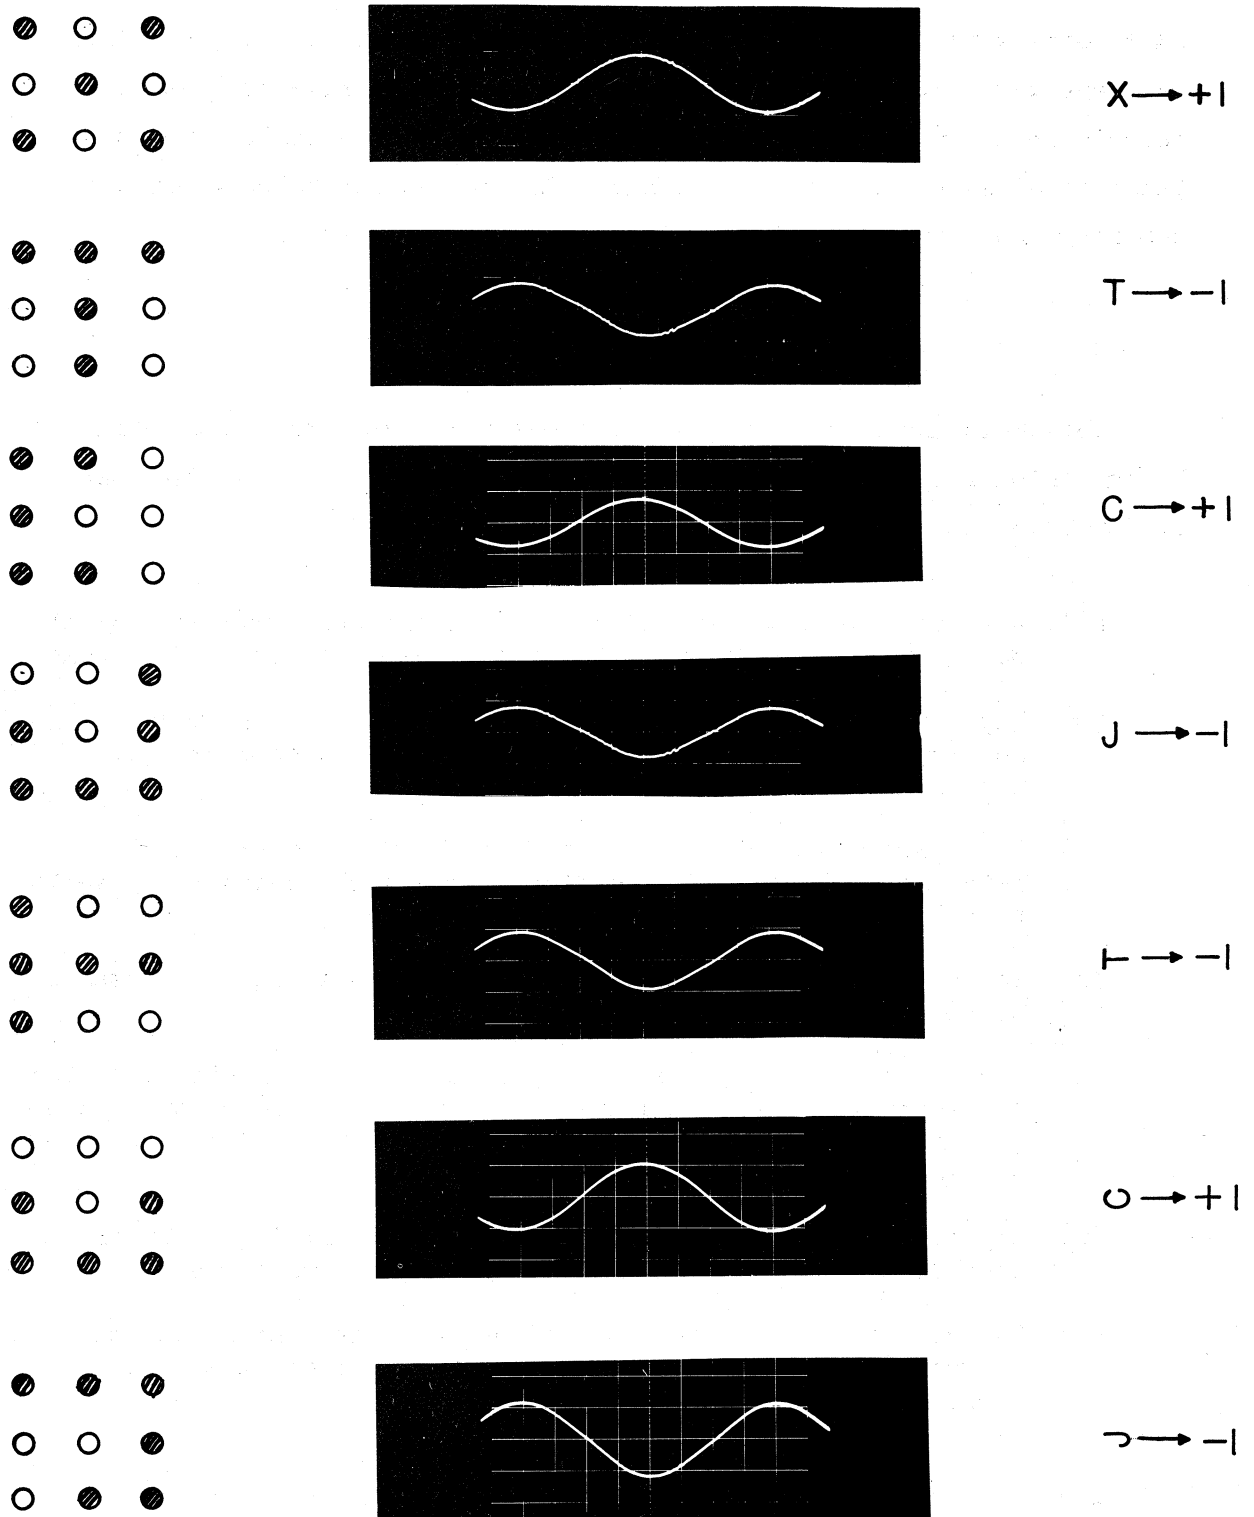 X → +1
T → -1
C → +1
J → -1
T → -1
C → +1
J → -1